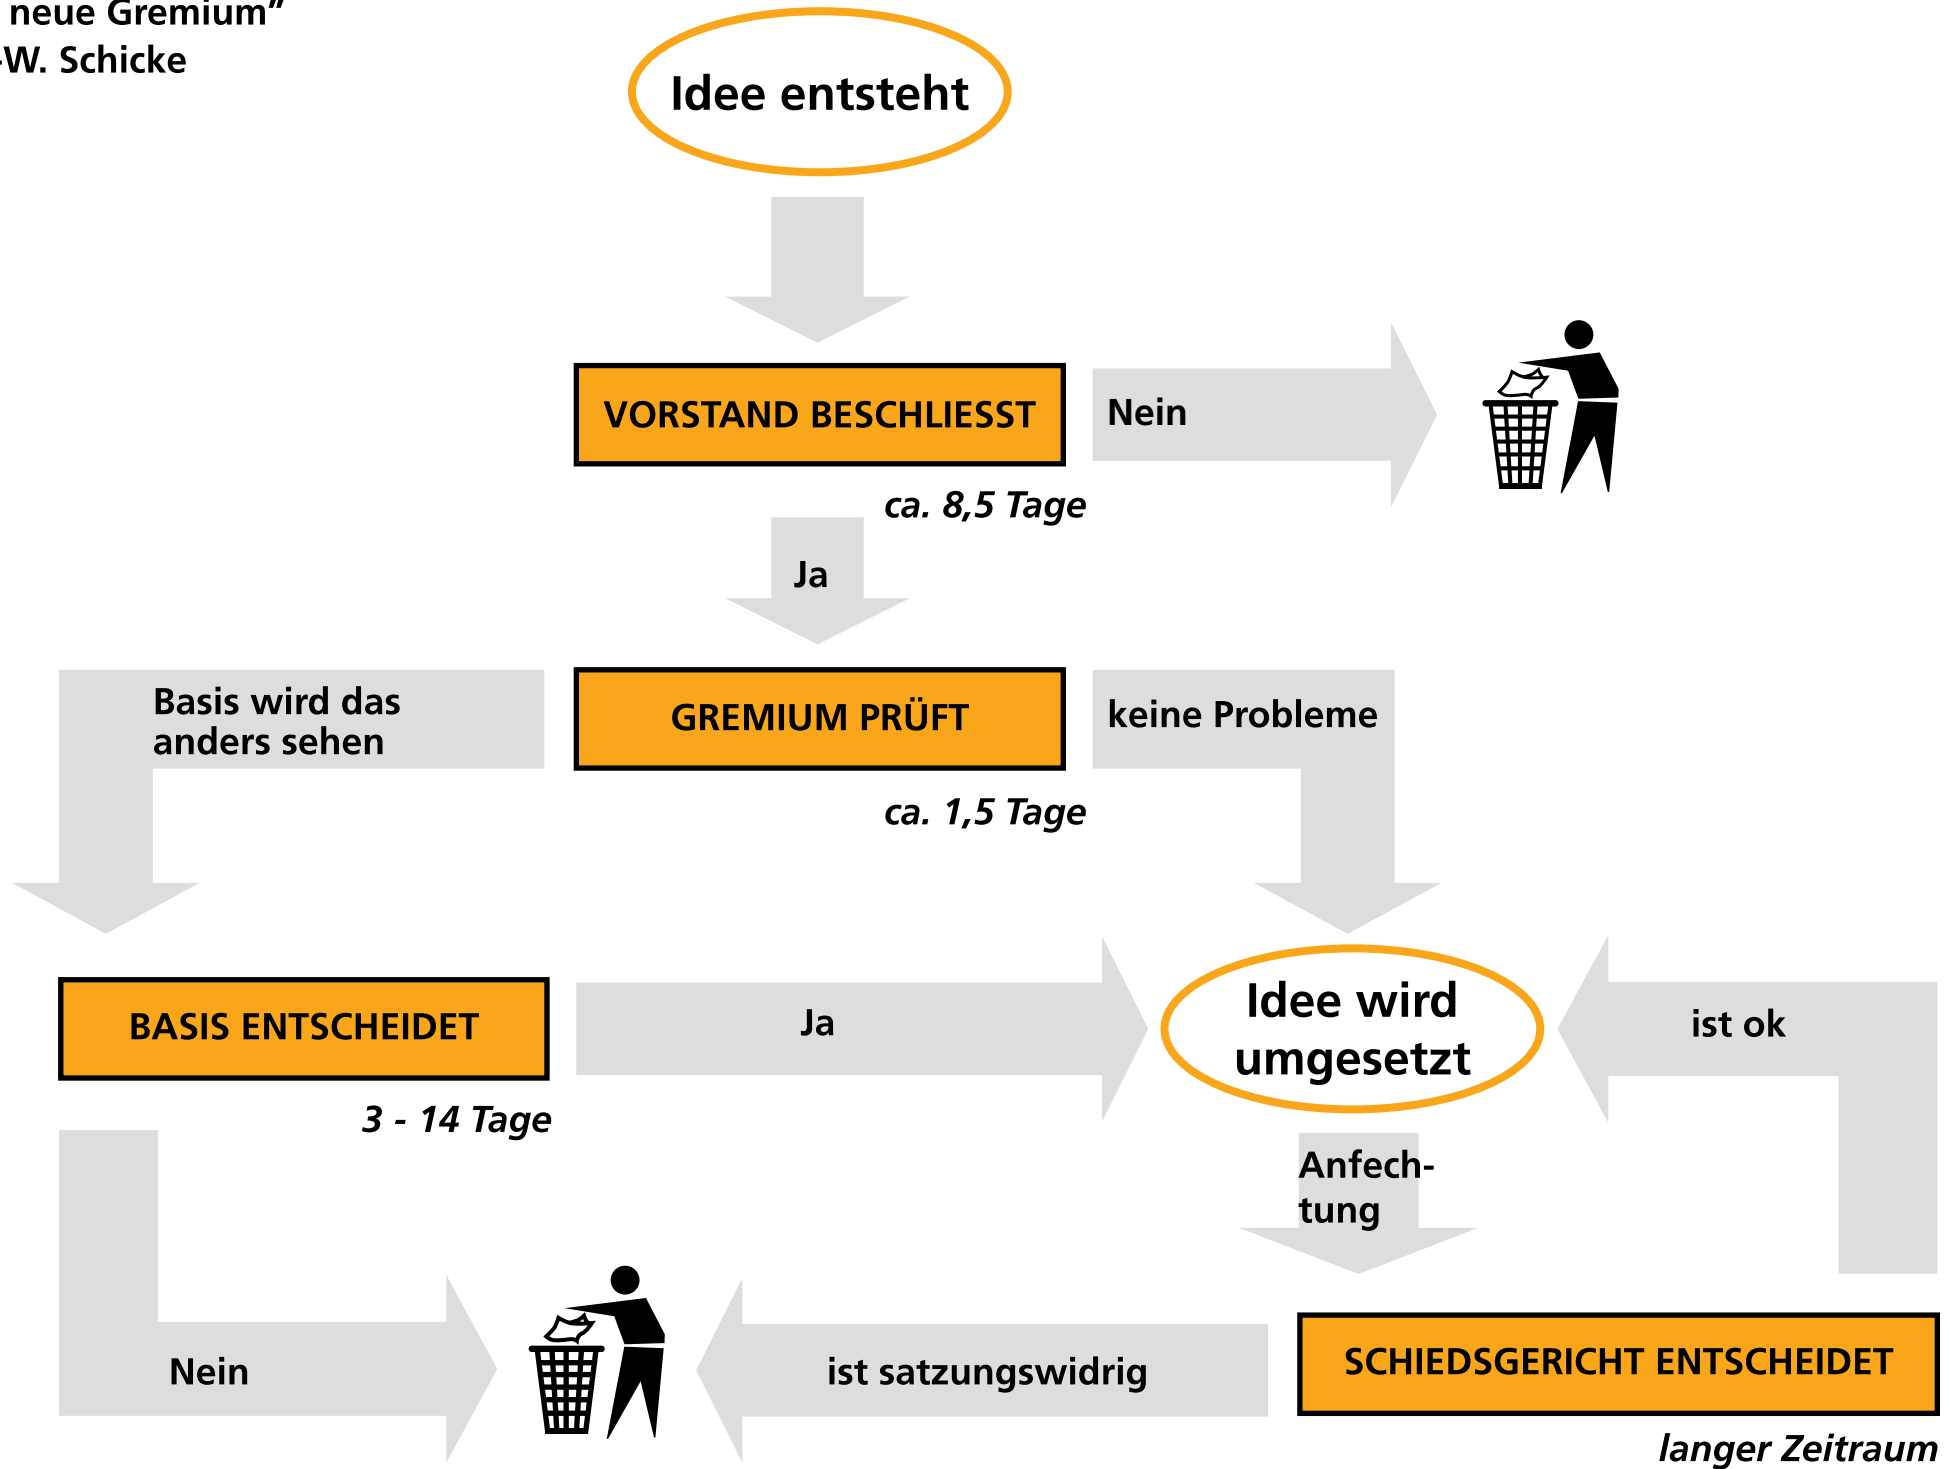 neue Gremium”
-W. Schicke
Idee entsteht
VORSTAND BESCHLIESST
Nein
ca. 8,5 Tage
Ja
Basis wird das
anders sehen
GREMIUM PRÜFT
keine Probleme
ca. 1,5 Tage
BASIS ENTSCHEIDET
Ja
Idee wird
umgesetzt
ist ok
3 - 14 Tage
Anfech-
tung
Nein
ist satzungswidrig
SCHIEDSGERICHT ENTSCHEIDET
langer Zeitraum